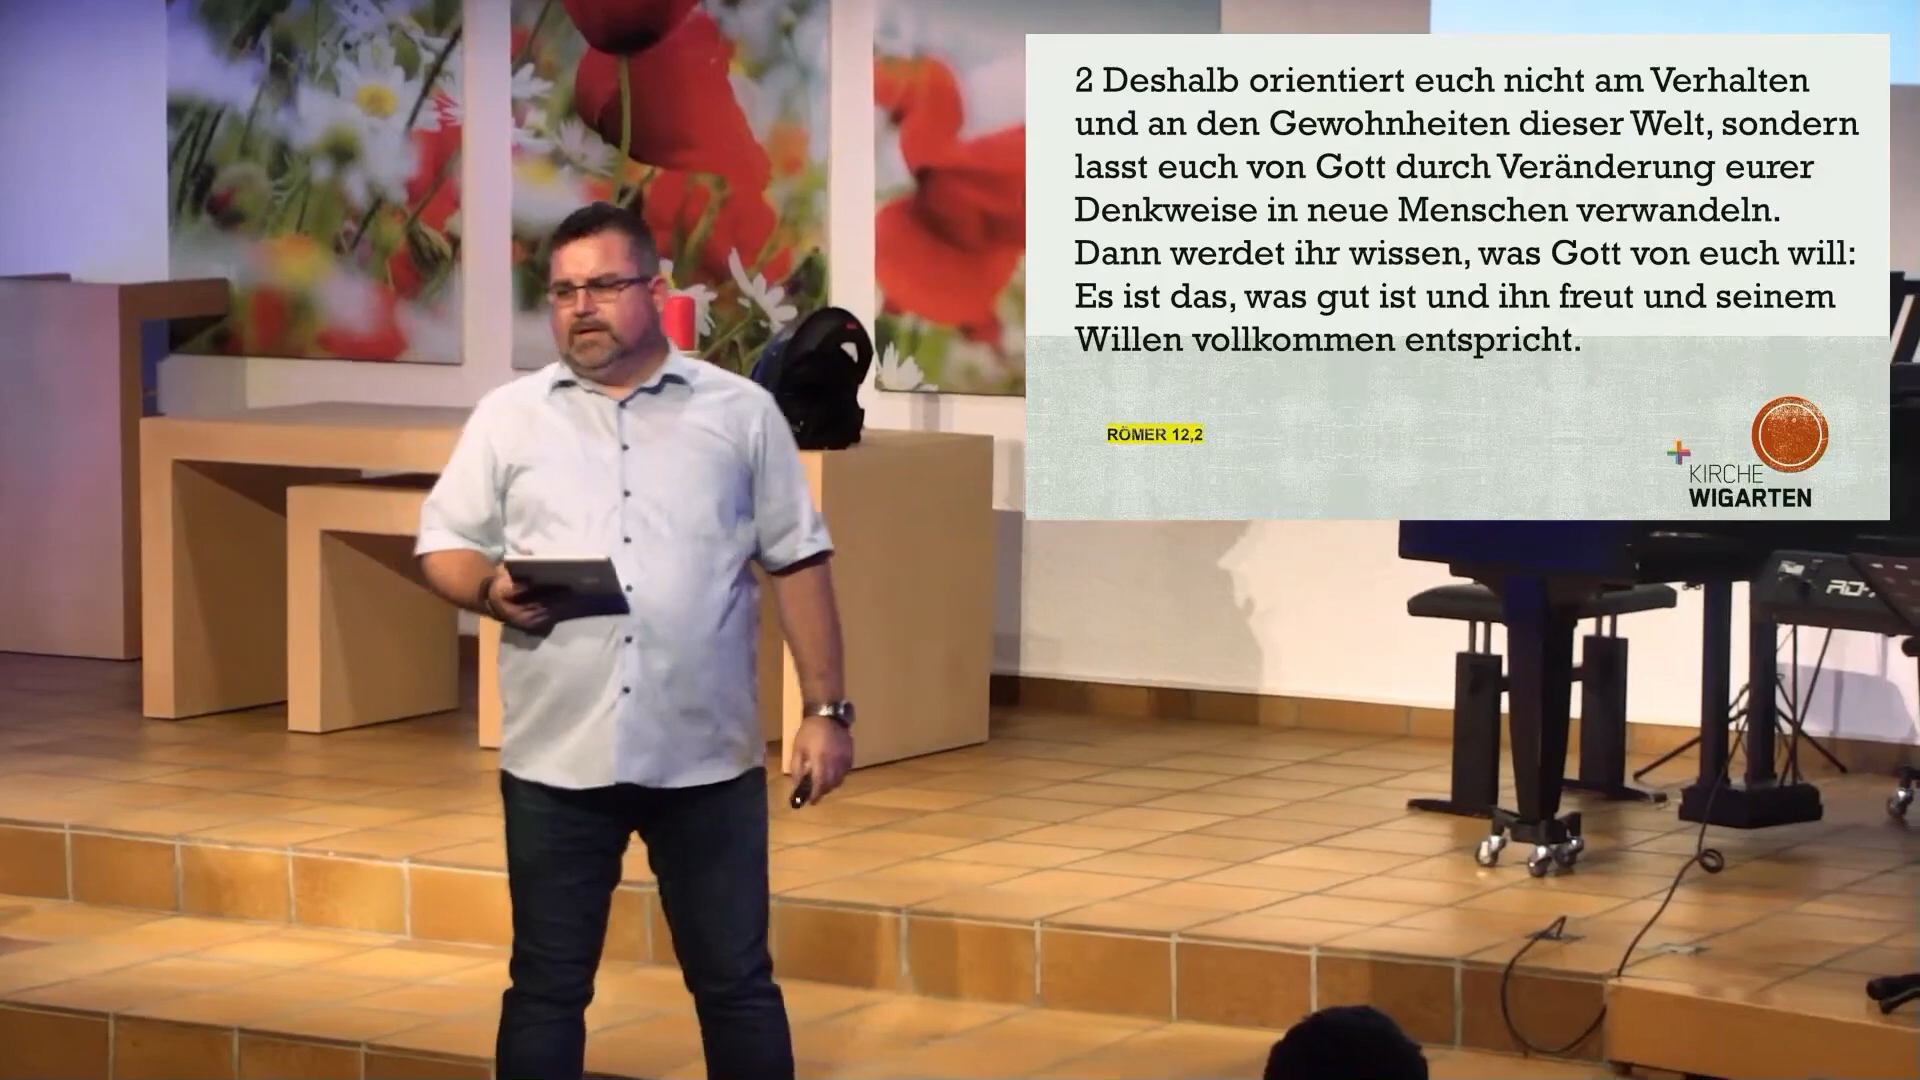 2 Deshalb orientiert euch nicht am Verhalten
und an den Gewohnheiten dieser Welt, sondern
lasst euch von Gott durch Veränderung eurer
Denkweise in neue Menschen verwandeln.
Dann werdet ihr wissen, was Gott von euch will:
Es ist das, was gut ist und ihn freut und seinem
Willen vollkommen entspricht.
RÖMER 12,2
KIRCHE
WIGARTEN